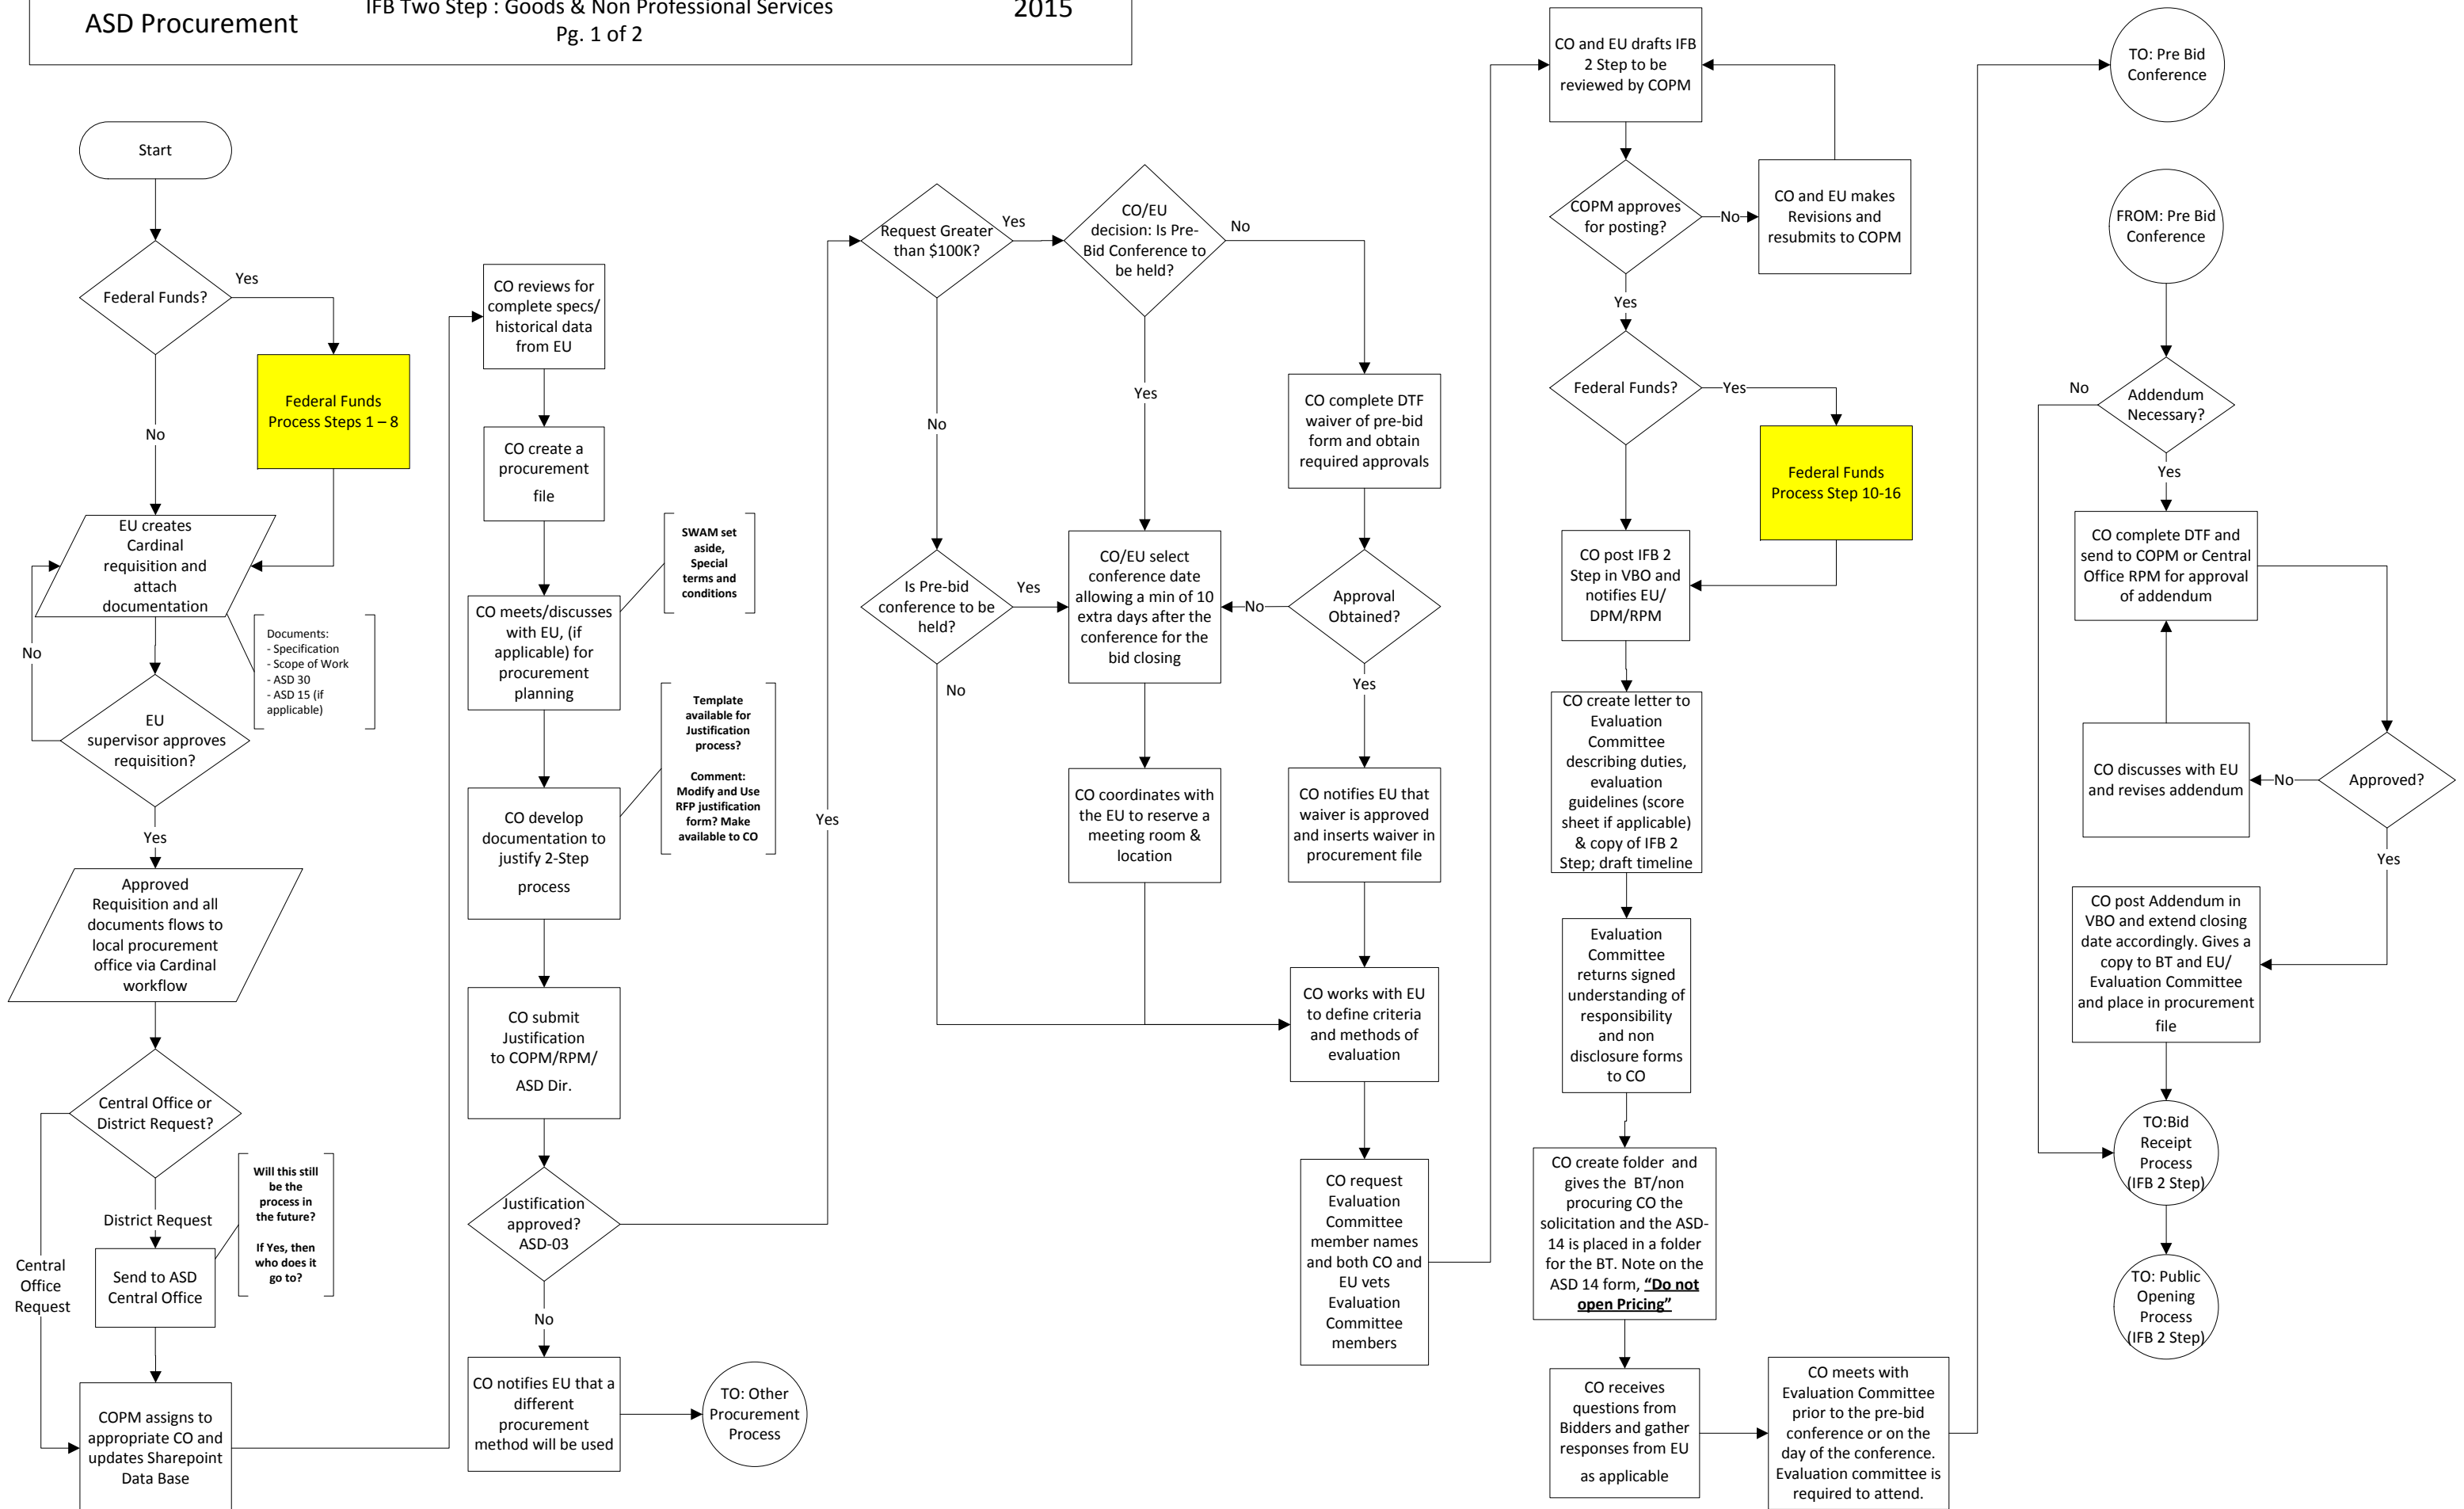 IFB Two Step : Goods & Non Professional Services
ASD Procurement
2015
Pg. 1 of 2
Start
Federal Funds?
Yes
Federal Funds
Process Steps 1 – 8
No
EU creates
Cardinal
requisition and
attach
documentation
Documents:
- Specification
- Scope of Work
- ASD 30
- ASD 15 (if
applicable)
No
EU
supervisor approves
requisition?
Yes
Approved
Requisition and all
documents flows to
local procurement
office via Cardinal
workflow
Central Office or
District Request?
District Request
Central
Office
Request
Will this still
be the
process in
the future?
If Yes, then
who does it
go to?
Send to ASD
Central Office
COPM assigns to
appropriate CO and
updates Sharepoint
Data Base
CO reviews for
complete specs/
historical data
from EU
CO create a
procurement
file
SWAM set
aside,
Special
terms and
conditions
CO meets/discusses
with EU, (if
applicable) for
procurement
planning
Template
available for
Justification
process?
Comment:
Modify and Use
RFP justification
form? Make
available to CO
CO develop
documentation to
justify 2-Step
process
CO submit
Justification
to COPM/RPM/
ASD Dir.
Justification
approved?
ASD-03
Yes
No
CO notifies EU that a
different
procurement
method will be used
TO: Other
Procurement
Process
Request Greater
than $100K?
Yes
No
CO/EU
decision: Is Pre-
Bid Conference to
be held?
No
Yes
CO complete DTF
waiver of pre-bid
form and obtain
required approvals
Is Pre-bid
conference to be
held?
Yes
No
CO/EU select
conference date
allowing a min of 10
extra days after the
conference for the
bid closing
No
Approval
Obtained?
Yes
CO coordinates with
the EU to reserve a
meeting room &
location
CO notifies EU that
waiver is approved
and inserts waiver in
procurement file
CO works with EU
to define criteria
and methods of
evaluation
CO request
Evaluation
Committee
member names
and both CO and
EU vets
Evaluation
Committee
members
CO and EU drafts IFB
2 Step to be
reviewed by COPM
COPM approves
for posting?
No
CO and EU makes
Revisions and
resubmits to COPM
Yes
Federal Funds?
Yes
Federal Funds
Process Step 10-16
CO post IFB 2
Step in VBO and
notifies EU/
DPM/RPM
CO create letter to
Evaluation
Committee
describing duties,
evaluation
guidelines (score
sheet if applicable)
& copy of IFB 2
Step; draft timeline
Evaluation
Committee
returns signed
understanding of
responsibility
and non
disclosure forms
to CO
CO create folder and
gives the BT/non
procuring CO the
solicitation and the ASD-
14 is placed in a folder
for the BT. Note on the
ASD 14 form, “Do not
open Pricing”
CO receives
questions from
Bidders and gather
responses from EU
as applicable
CO meets with
Evaluation Committee
prior to the pre-bid
conference or on the
day of the conference.
Evaluation committee is
required to attend.
TO: Pre Bid
Conference
FROM: Pre Bid
Conference
Addendum
Necessary?
No
Yes
CO complete DTF and
send to COPM or Central
Office RPM for approval
of addendum
CO discusses with EU
and revises addendum
No
Approved?
Yes
CO post Addendum in
VBO and extend closing
date accordingly. Gives a
copy to BT and EU/
Evaluation Committee
and place in procurement
file
TO:Bid
Receipt
Process
(IFB 2 Step)
TO: Public
Opening
Process
(IFB 2 Step)